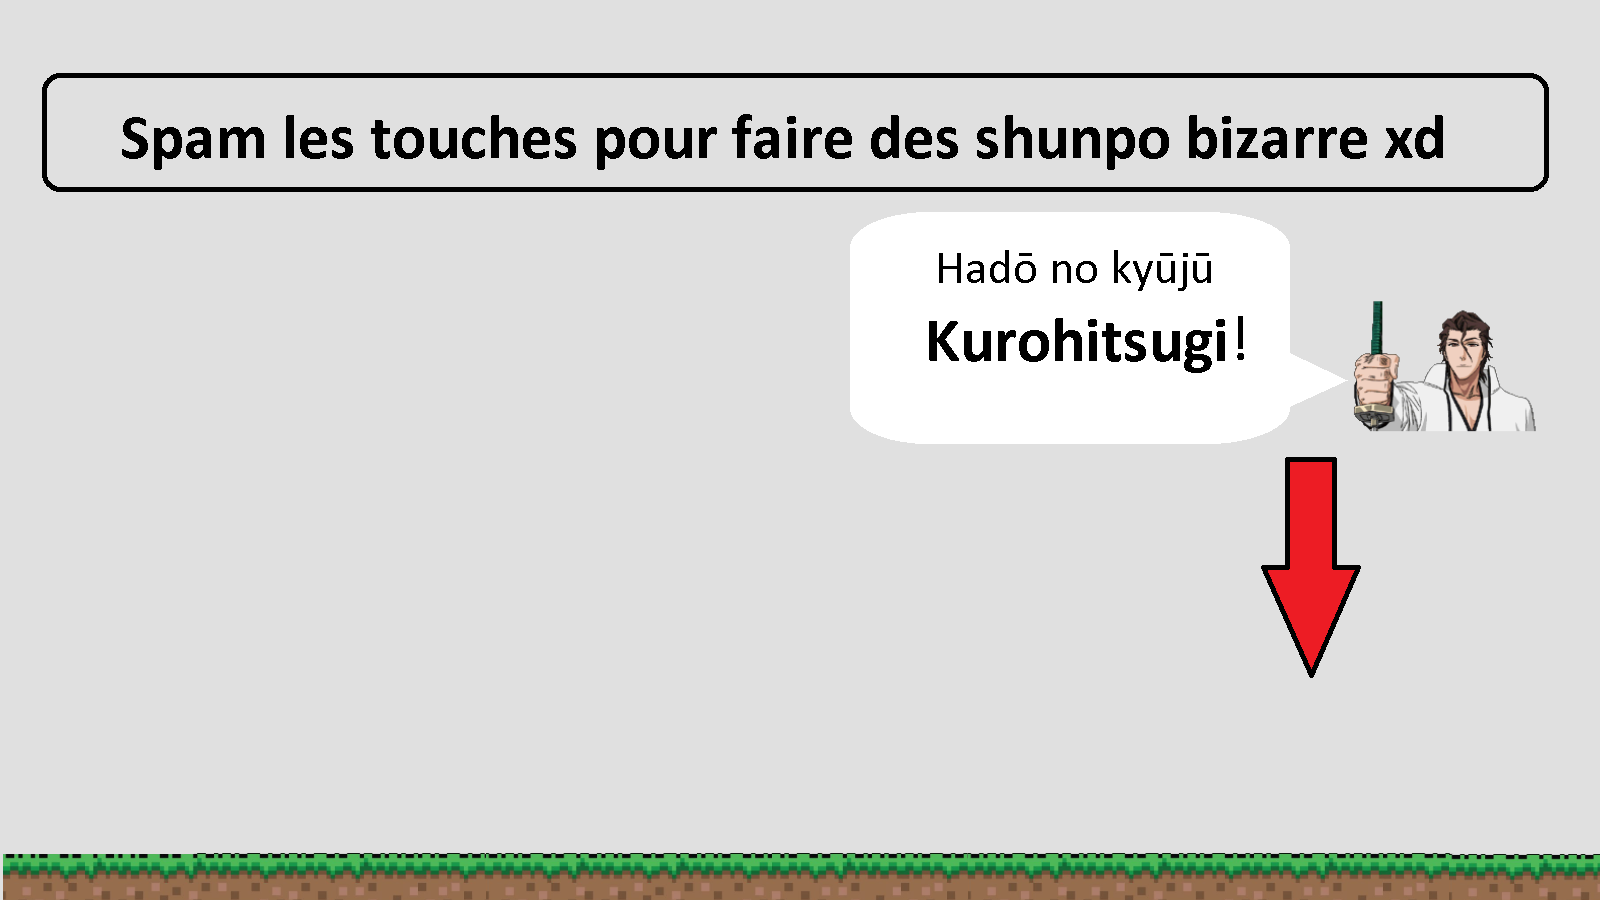 Spam les touches pour faire des shunpo bizarre xd
Hadō no kyūjū
Kurohitsugi!